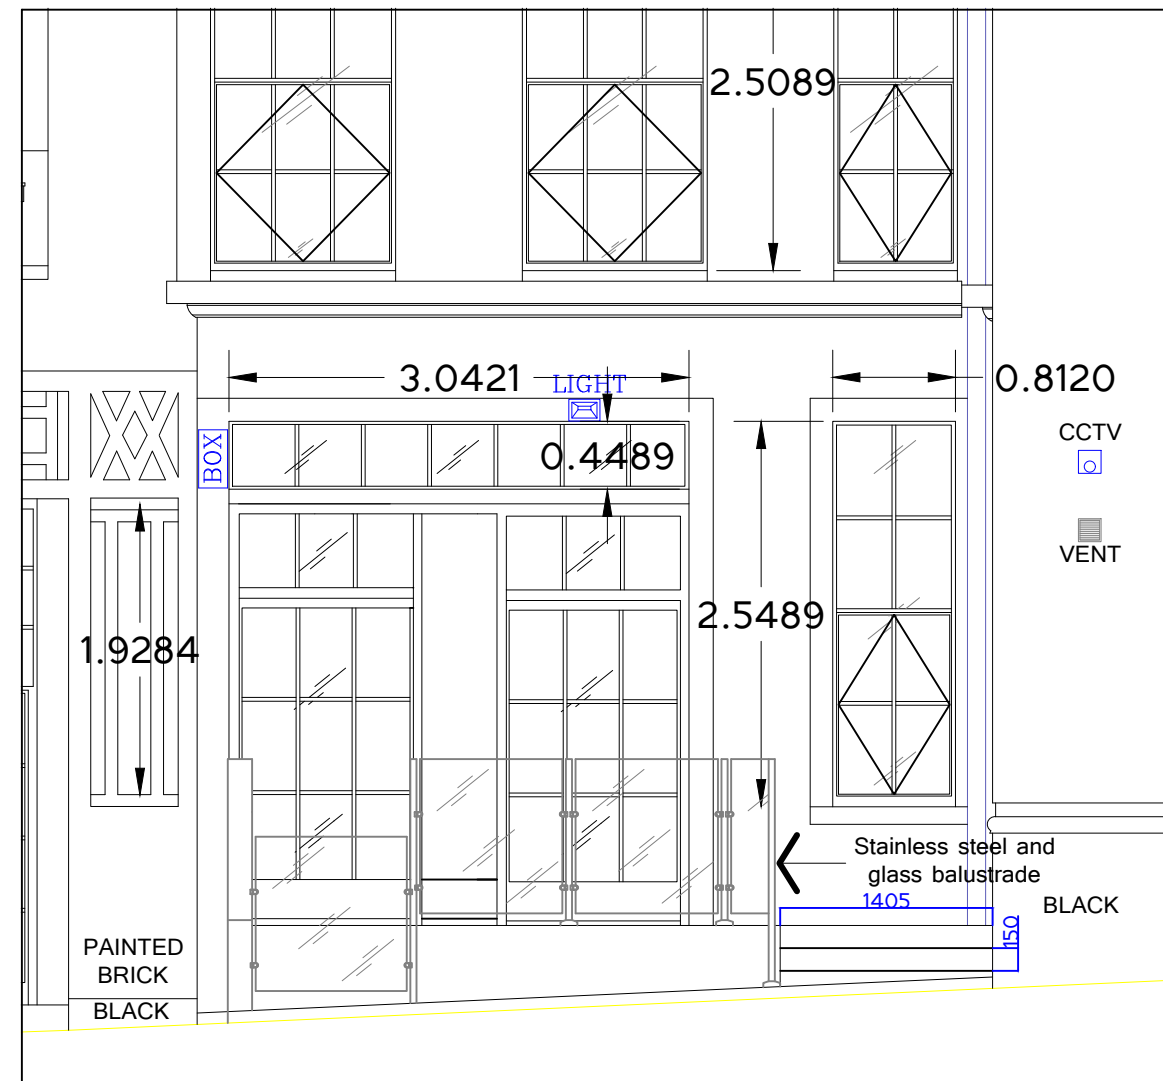 2.5089
3.0421
LIGHT
0.8120
BOX
0.4489
CCTV
VENT
2.5489
1.9284
Stainless steel and
glass balustrade
1405
BLACK
150
PAINTED
BRICK
BLACK